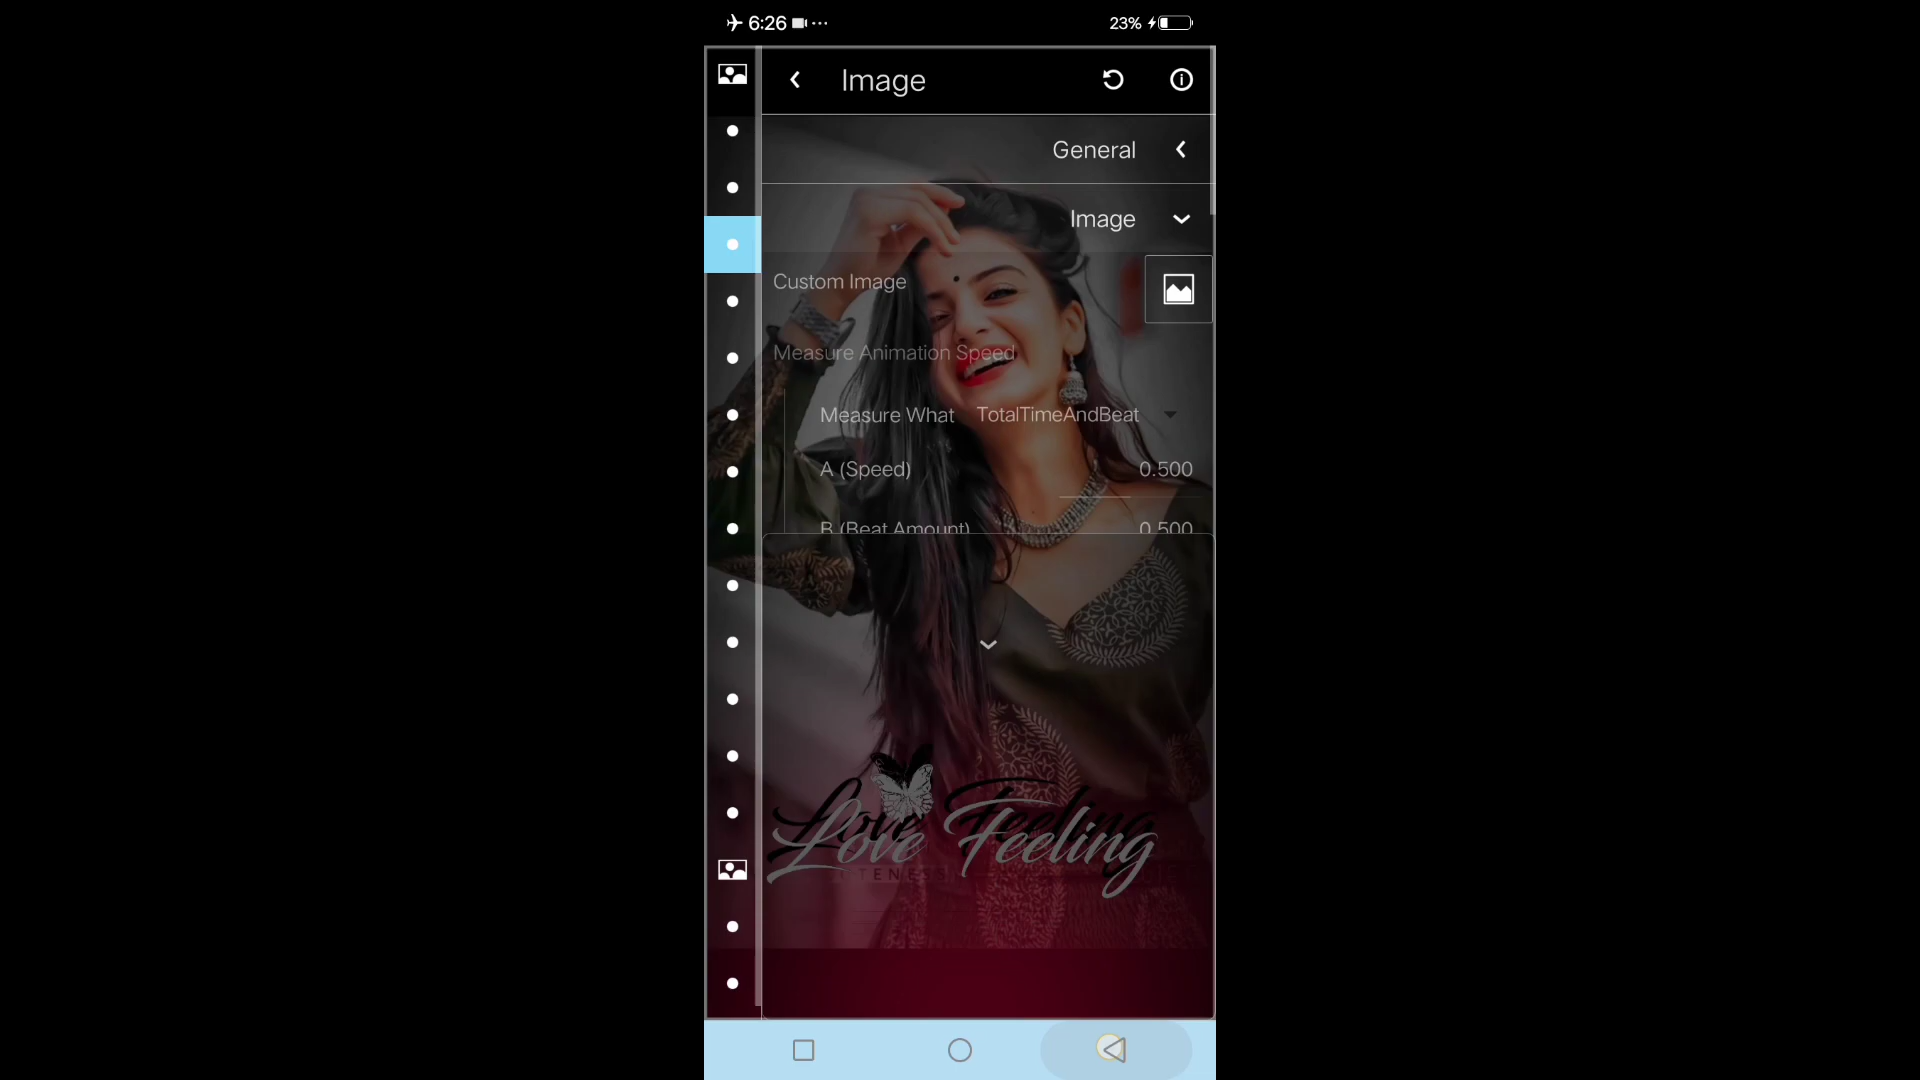 6:26
23%
Image
General
Image
Custom Image
Measure Animation Speed
Measure What TotalTimeAndBeat
A (Speed) 0.500
B (Beat Amount) 0.500
Love Feeling